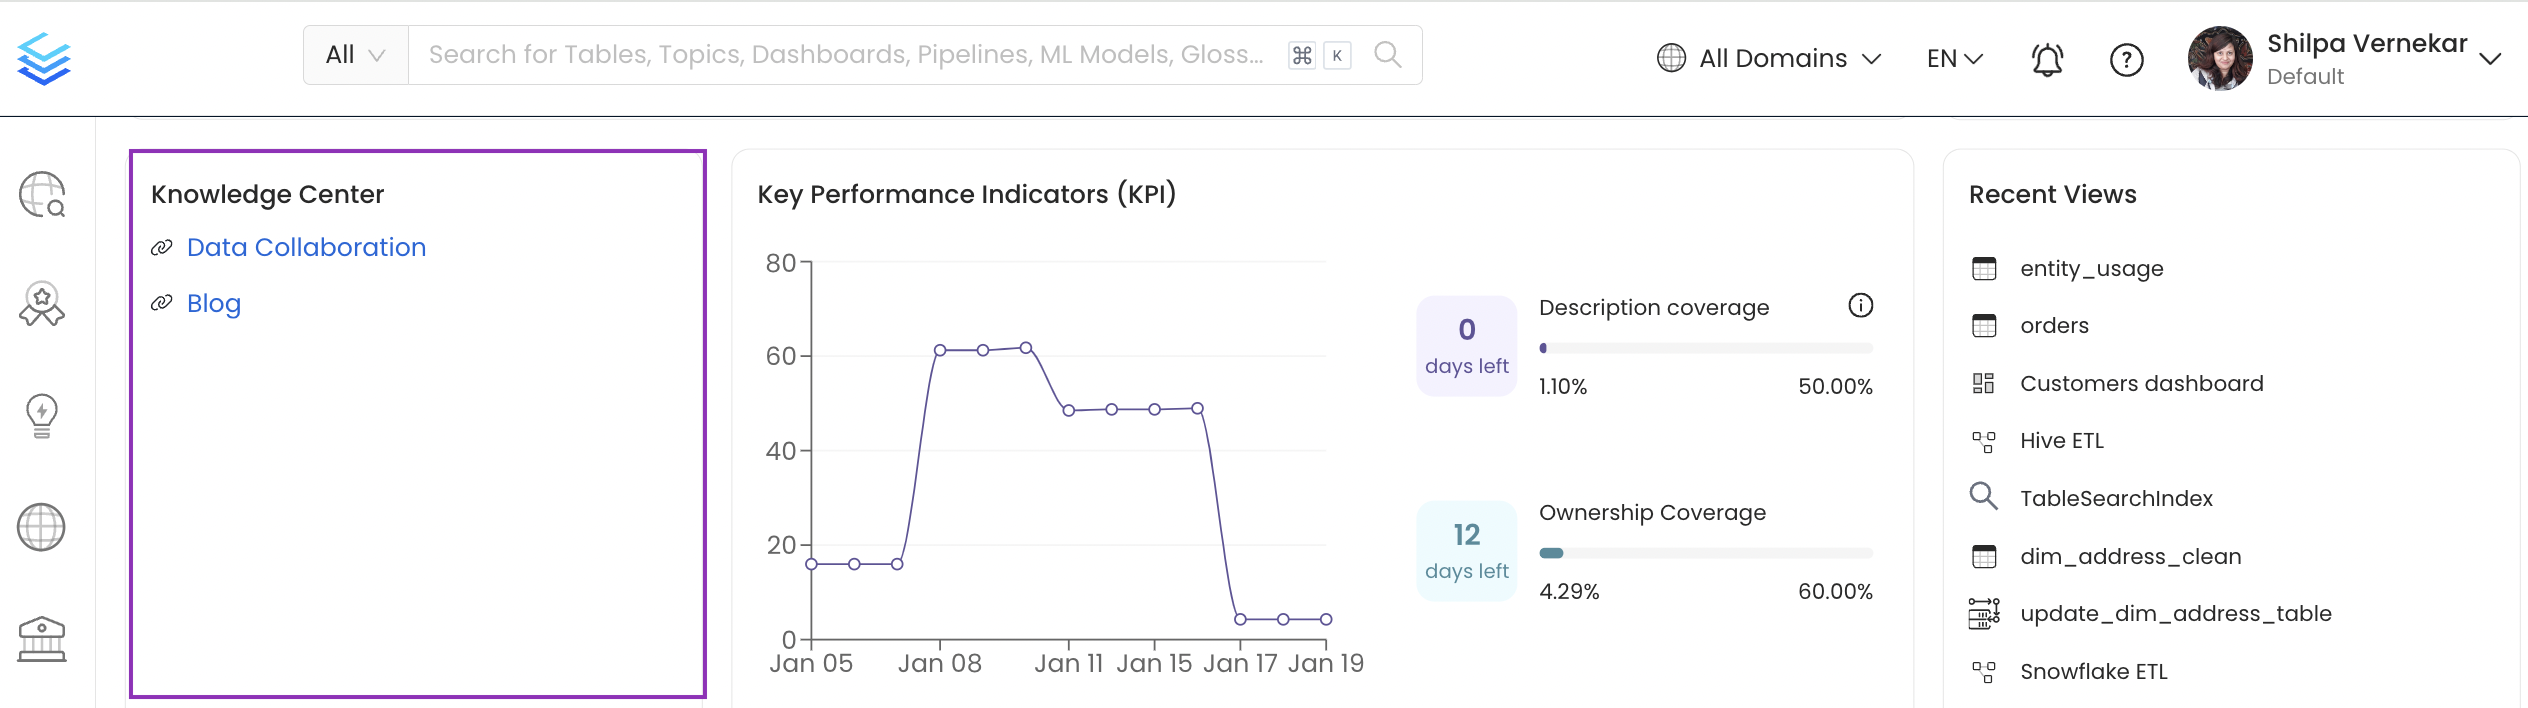 All
Search for Tables, Topics, Dashboards, Pipelines, ML Models, Gloss...
⌘ K
All Domains
EN
?
Shilpa Vernekar
Default
Knowledge Center
Data Collaboration
Blog
Key Performance Indicators (KPI)
80
60
40
20
0
Jan 05 Jan 08 Jan 11 Jan 15 Jan 17 Jan 19
0
days left
Description coverage
1.10% 50.00%
12
days left
Ownership Coverage
4.29% 60.00%
Recent Views
entity_usage
orders
Customers dashboard
Hive ETL
TableSearchIndex
dim_address_clean
update_dim_address_table
Snowflake ETL